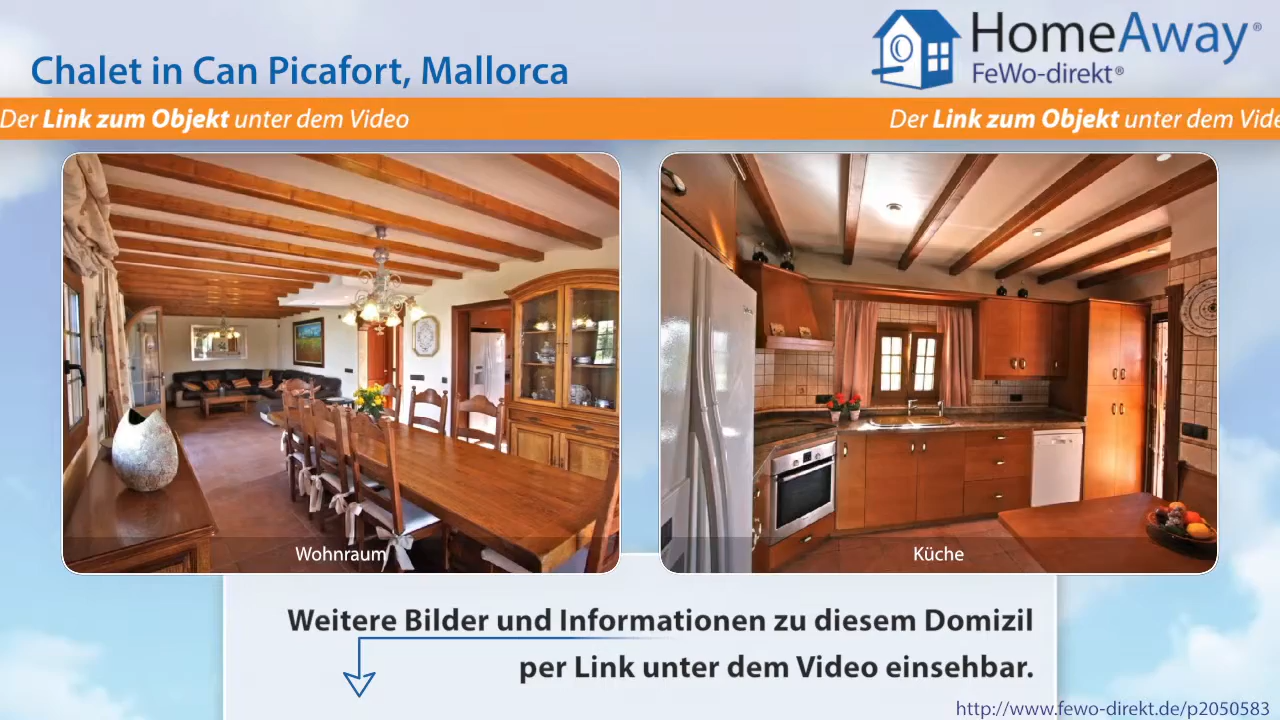 HomeAway®
FeWo-direkt®
Chalet in Can Picafort, Mallorca
Der Link zum Objekt unter dem Video
Der Link zum Objekt unter dem Vide
Wohnraum
Küche
Weitere Bilder und Informationen zu diesem Domizil
per Link unter dem Video einsehbar.
http://www.fewo-direkt.de/p2050583